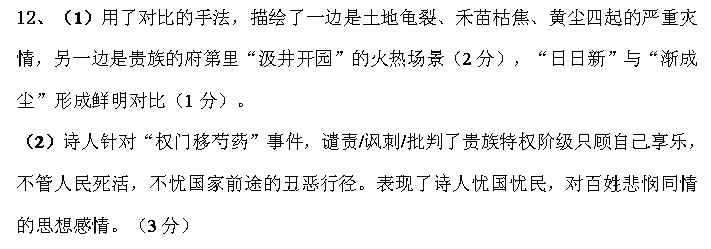 12、（1）用了对比的手法，描绘了一边是土地龟裂、禾苗枯焦、黄尘四起的严重灾
情，另一边是贵族的府第里“汲井开园”的火热场景（2 分），“日日新”与“渐成
尘”形成鲜明对比（1 分）。
（2）诗人针对“权门移芍药”事件，谴责/讽刺/批判了贵族特权阶级只顾自己享乐，
不管人民死活，不忧国家前途的丑恶行径。表现了诗人忧国忧民，对百姓悲悯同情
的思想感情。（3 分）